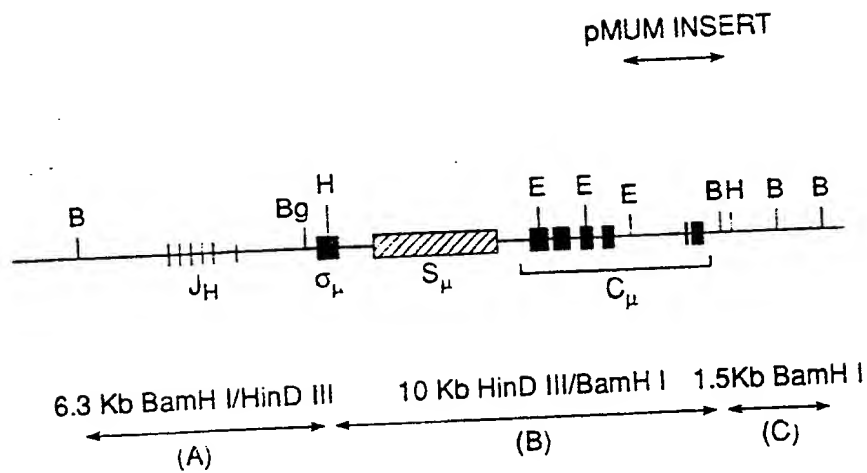 pMUM INSERT
B Bg H E E E B H B B
J_H σ_μ S_μ C_μ
6.3 Kb BamH I/HinD III 10 Kb HinD III/BamH I 1.5Kb BamH I
(A) (B) (C)